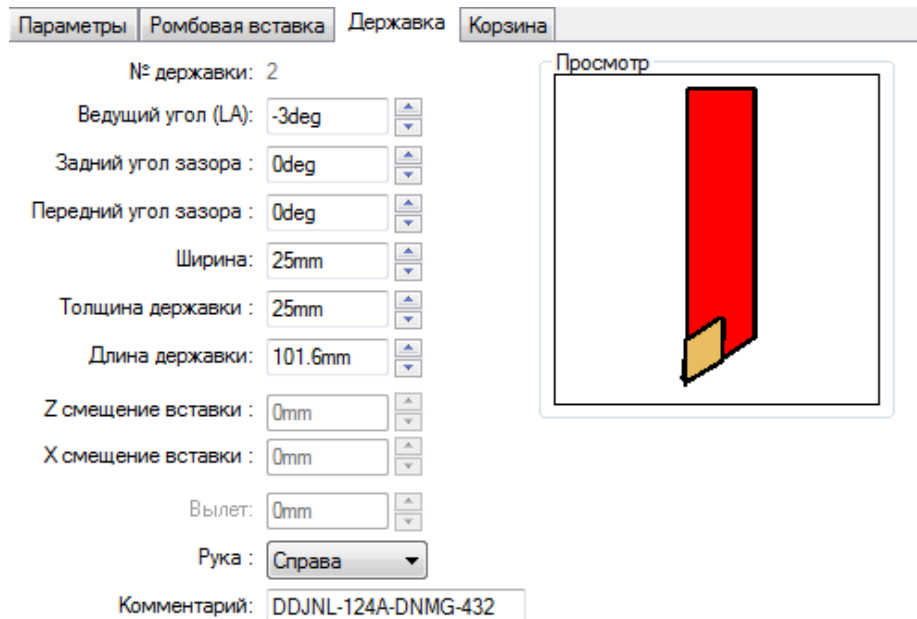 Параметры Ромбовая вставка Державка Корзина
№ державки: 2
Просмотр
Ведущий угол (LA): -3deg
Задний угол зазора : 0deg
Передний угол зазора : 0deg
Ширина: 25mm
Толщина державки : 25mm
Длина державки: 101.6mm
Z смещение вставки : 0mm
X смещение вставки : 0mm
Вылет: 0mm
Рука : Справа
Комментарий: DDJNL-124A-DNMG-432